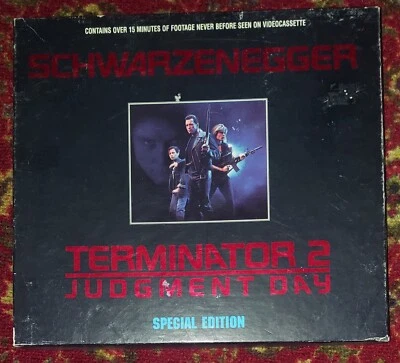 CONTAINS OVER 15 MINUTES OF FOOTAGE NEVER BEFORE SEEN ON VIDEOCASSETTE
SCHWARZENEGGER
TERMINATOR 2
JUDGMENT DAY
SPECIAL EDITION